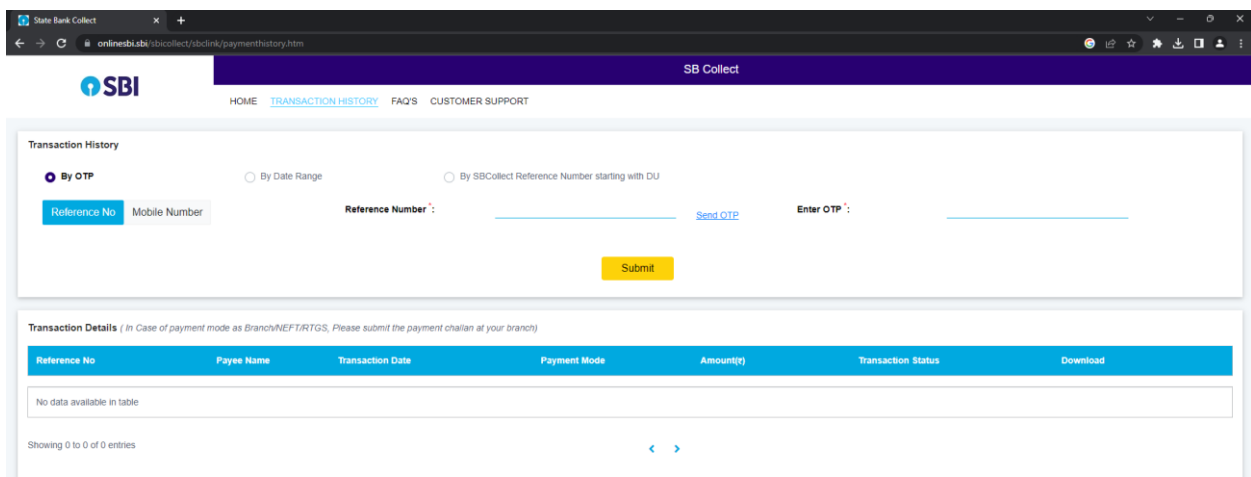 State Bank Collect
onlinesbi.sbi/sbicollect/sbclink/paymenthistory.htm
SBI
SB Collect
HOME TRANSACTION HISTORY FAQ'S CUSTOMER SUPPORT
Transaction History
By OTP By Date Range By SBCollect Reference Number starting with DU
Reference No Mobile Number Reference Number *: Send OTP Enter OTP *:
Submit
Transaction Details ( In Case of payment mode as Branch/NEFT/RTGS, Please submit the payment challan at your branch)
Reference No Payee Name Transaction Date Payment Mode Amount(₹) Transaction Status Download
No data available in table
Showing 0 to 0 of 0 entries